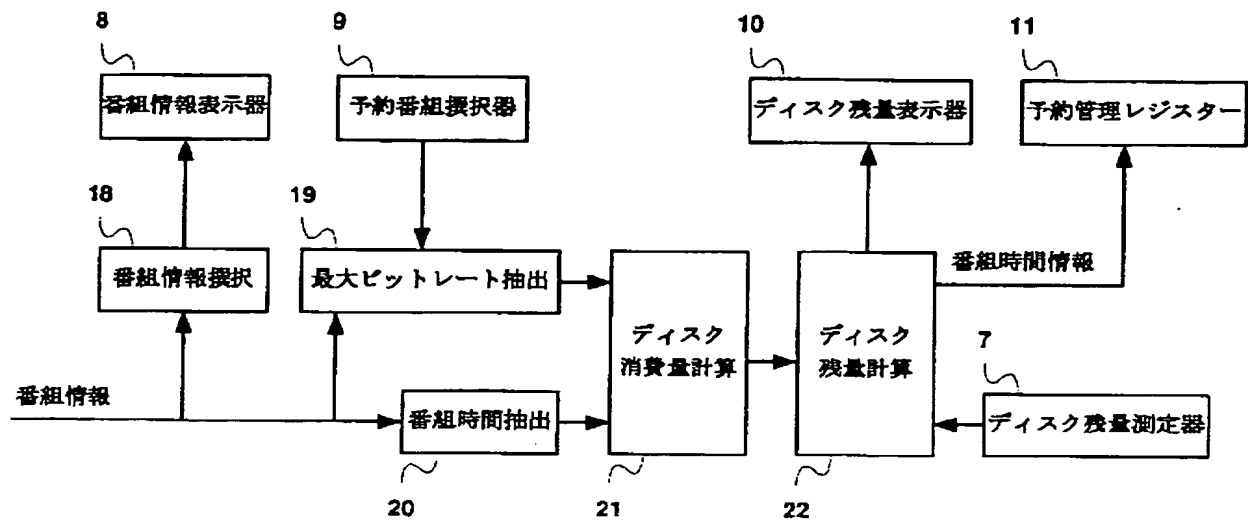 8
9
10
11
番組情報表示器
予約番組撰択器
ディスク残量表示器
予約管理レジスター
18
19
番組情報撰択
最大ビットレート抽出
番組時間情報
ディスク
消費量計算
ディスク
残量計算
7
番組情報
番組時間抽出
ディスク残量測定器
20
21
22